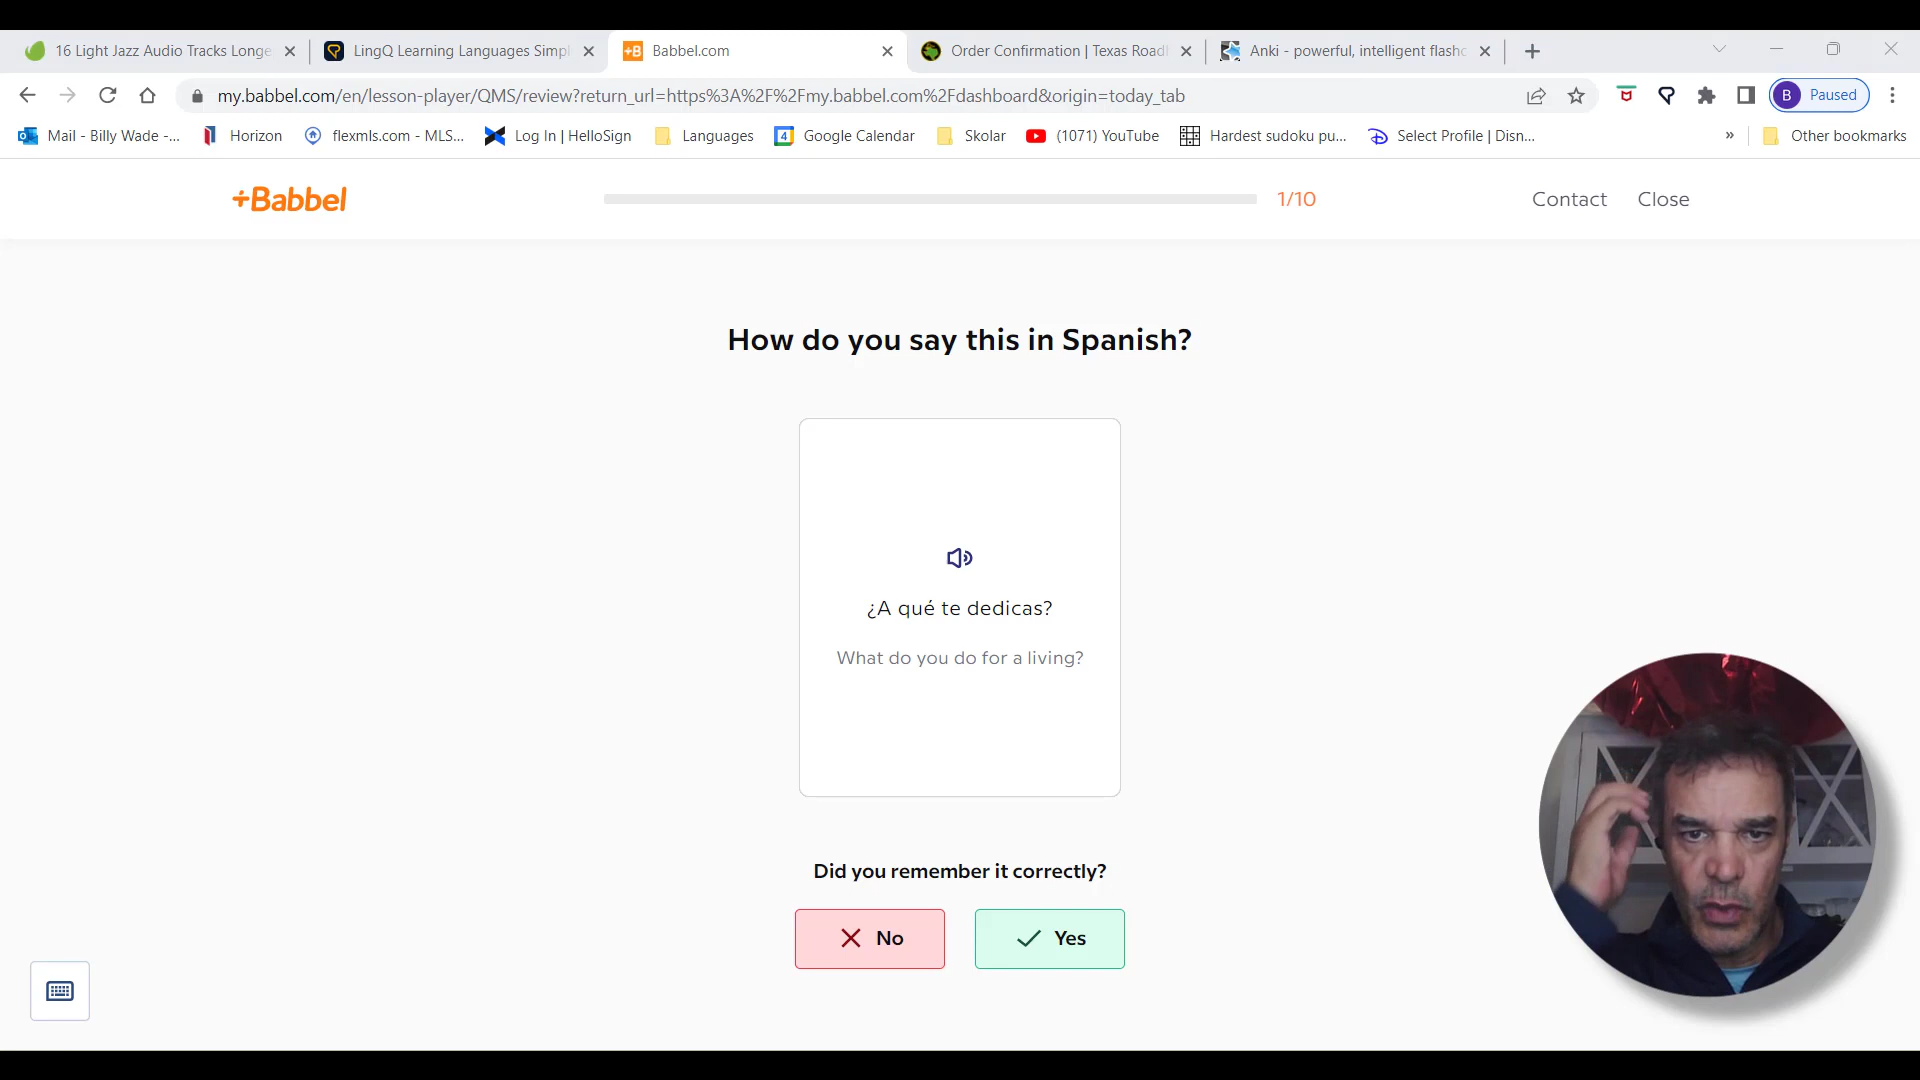 16 Light Jazz Audio Tracks Longe
LingQ Learning Languages Simpl
+B Babbel.com
Order Confirmation | Texas Road
Anki - powerful, intelligent flashc
my.babbel.com/en/lesson-player/QMS/review?return_url=https%3A%2F%2Fmy.babbel.com%2Fdashboard&origin=today_tab
B Paused
Mail - Billy Wade -...
Horizon
flexmls.com - MLS...
Log In | HelloSign
Languages
4 Google Calendar
Skolar
(1071) YouTube
Hardest sudoku pu...
Select Profile | Disn...
»
Other bookmarks
+Babbel
1/10
Contact
Close
How do you say this in Spanish?
¿A qué te dedicas?
What do you do for a living?
Did you remember it correctly?
No
Yes